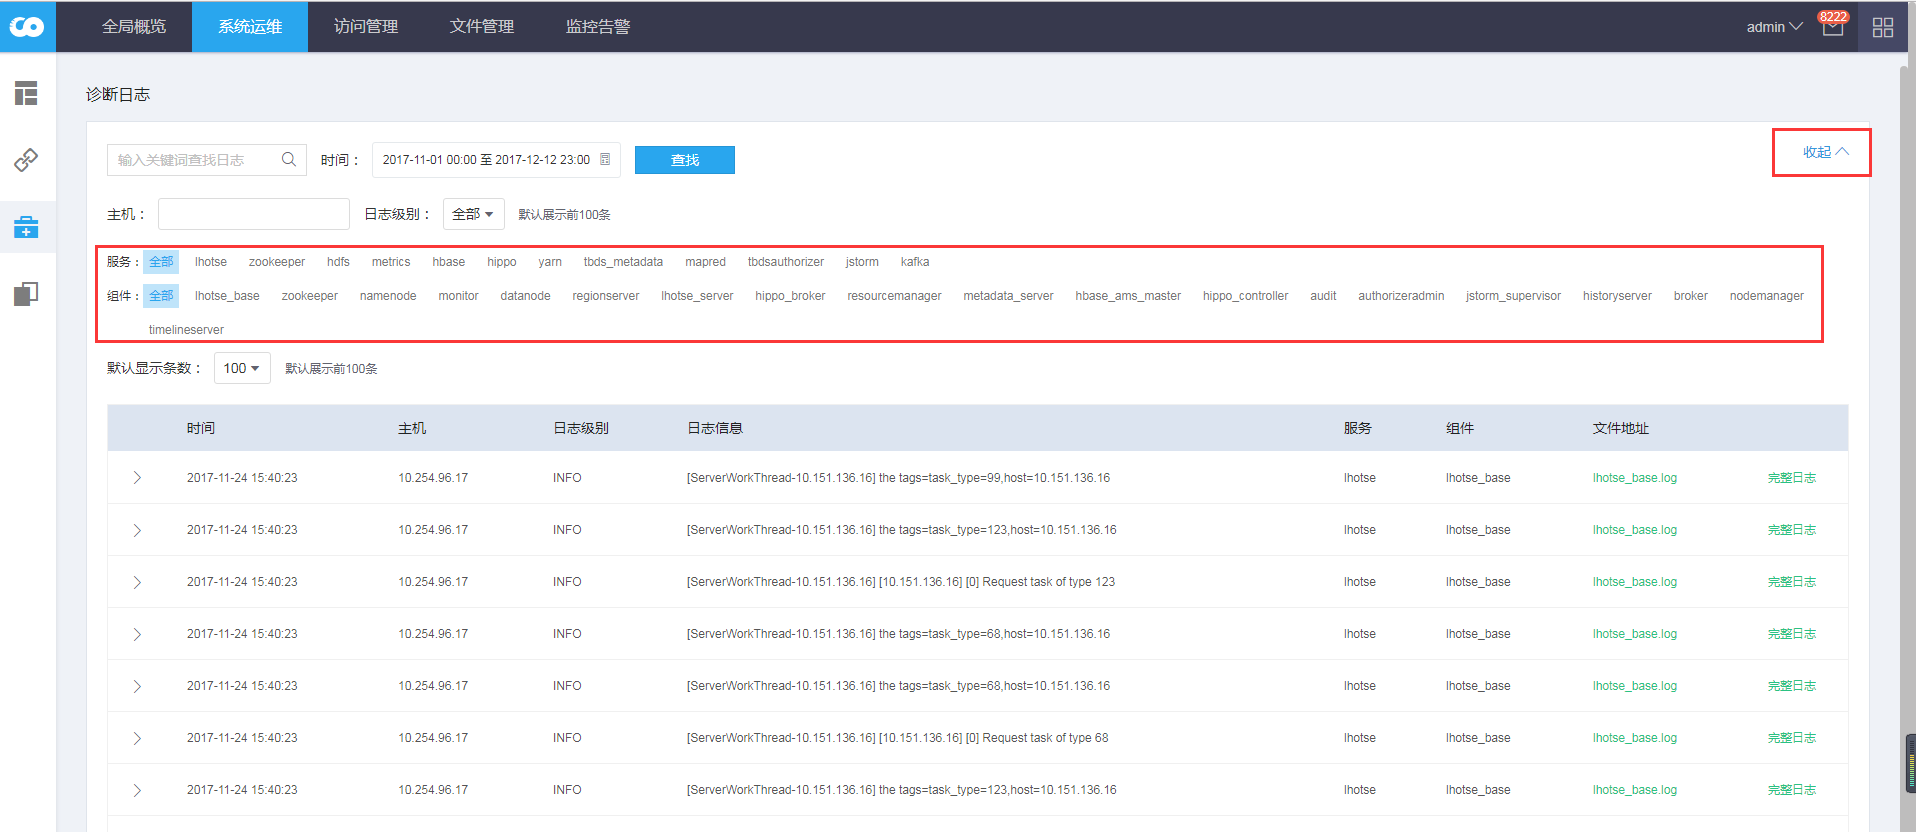 全局概览 系统运维 访问管理 文件管理 监控告警 admin 8222
诊断日志
输入关键词查找日志 时间： 2017-11-01 00:00 至 2017-12-12 23:00 查找 收起
主机： 日志级别： 全部 默认展示前100条
服务： 全部 lhotse zookeeper hdfs metrics hbase hippo yarn tbds_metadata mapred tbdsauthorizer jstorm kafka
组件： 全部 lhotse_base zookeeper namenode monitor datanode regionserver lhotse_server hippo_broker resourcemanager metadata_server hbase_ams_master hippo_controller audit authorizeradmin jstorm_supervisor historyserver broker nodemanager
timelineserver
默认显示条数： 100 默认展示前100条
时间 主机 日志级别 日志信息 服务 组件 文件地址
2017-11-24 15:40:23 10.254.96.17 INFO [ServerWorkThread-10.151.136.16] the tags=task_type=99,host=10.151.136.16 lhotse lhotse_base lhotse_base.log 完整日志
2017-11-24 15:40:23 10.254.96.17 INFO [ServerWorkThread-10.151.136.16] the tags=task_type=123,host=10.151.136.16 lhotse lhotse_base lhotse_base.log 完整日志
2017-11-24 15:40:23 10.254.96.17 INFO [ServerWorkThread-10.151.136.16] [10.151.136.16] [0] Request task of type 123 lhotse lhotse_base lhotse_base.log 完整日志
2017-11-24 15:40:23 10.254.96.17 INFO [ServerWorkThread-10.151.136.16] the tags=task_type=68,host=10.151.136.16 lhotse lhotse_base lhotse_base.log 完整日志
2017-11-24 15:40:23 10.254.96.17 INFO [ServerWorkThread-10.151.136.16] the tags=task_type=68,host=10.151.136.16 lhotse lhotse_base lhotse_base.log 完整日志
2017-11-24 15:40:23 10.254.96.17 INFO [ServerWorkThread-10.151.136.16] [10.151.136.16] [0] Request task of type 68 lhotse lhotse_base lhotse_base.log 完整日志
2017-11-24 15:40:23 10.254.96.17 INFO [ServerWorkThread-10.151.136.16] the tags=task_type=123,host=10.151.136.16 lhotse lhotse_base lhotse_base.log 完整日志